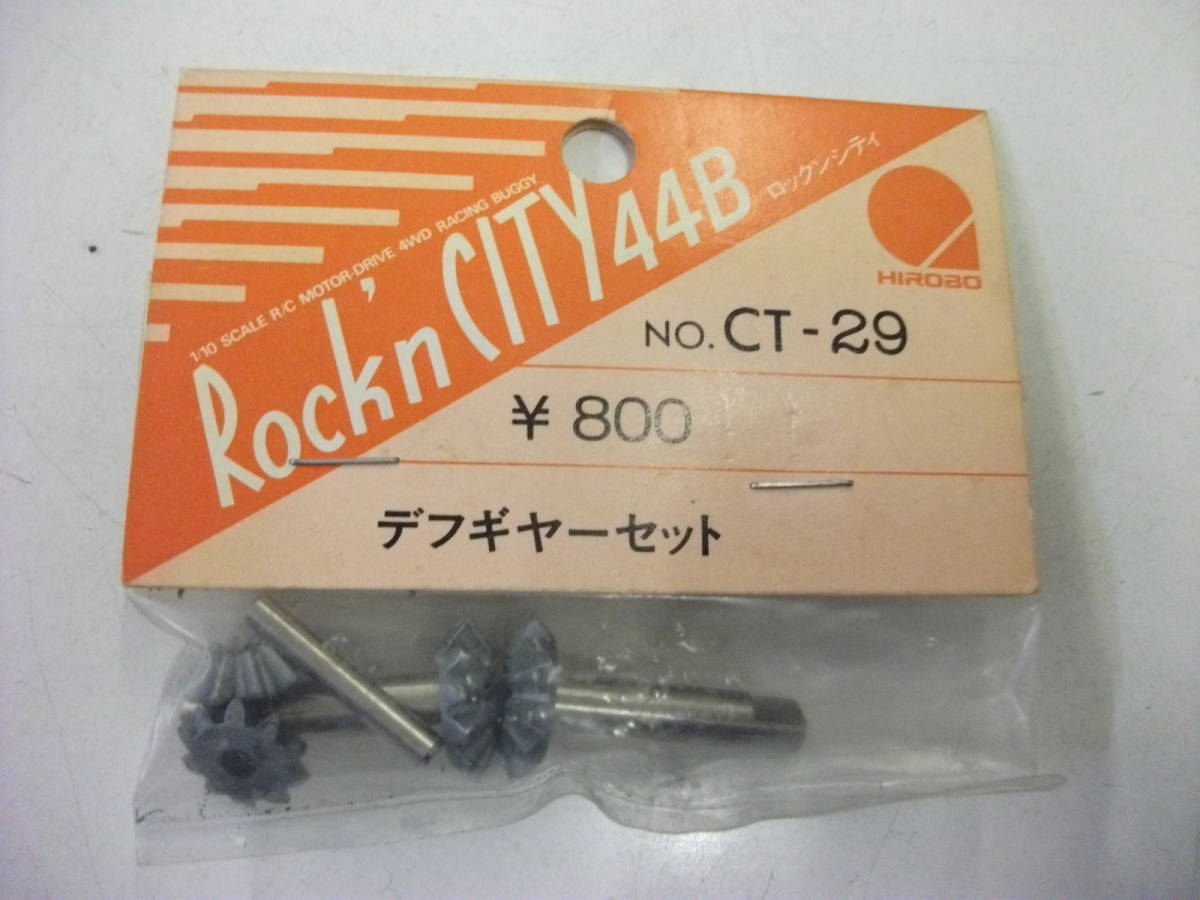 1/10 SCALE R/C MOTOR-DRIVE 4WD RACING BUGGY
Rock'n CITY 44B
ロックンシティ
HIROBO
NO. CT-29
¥800
デフギヤーセット